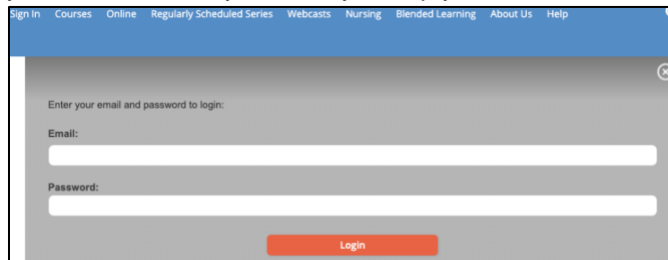 Sign In Courses Online Regularly Scheduled Series Webcasts Nursing Blended Learning About Us Help
Enter your email and password to login:
Email:
Password:
Login